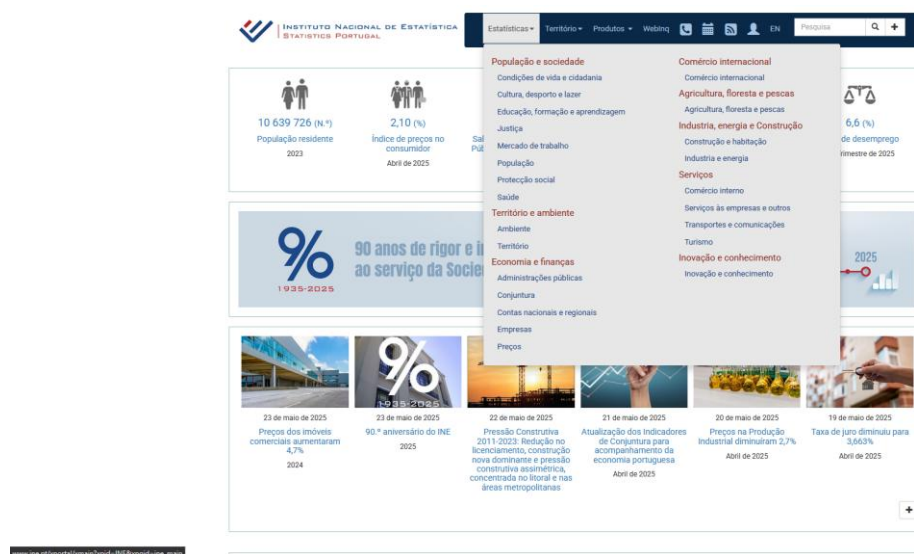 INSTITUTO NACIONAL DE ESTATÍSTICA
STATISTICS PORTUGAL
Estatísticas
Território
Produtos
WebInq
EN
Pesquisa
População e sociedade
Condições de vida e cidadania
Cultura, desporto e lazer
Educação, formação e aprendizagem
Justiça
Mercado de trabalho
População
Protecção social
Saúde
Território e ambiente
Ambiente
Território
Economia e finanças
Administrações públicas
Conjuntura
Contas nacionais e regionais
Empresas
Preços
Comércio internacional
Comércio internacional
Agricultura, floresta e pescas
Agricultura, floresta e pescas
Industria, energia e Construção
Construção e habitação
Industria e energia
Serviços
Comércio interno
Serviços às empresas e outros
Transportes e comunicações
Turismo
Inovação e conhecimento
Inovação e conhecimento
10 639 726 (N.º)
População residente
2023
2,10 (%)
Índice de preços no
consumidor
Abril de 2025
6,6 (%)
de desemprego
trimestre de 2025
%
1935-2025
90 anos de rigor e
ao serviço da
2025
%
1935-2025
23 de maio de 2025
Preços dos imóveis
comerciais aumentaram
4,7%
2024
23 de maio de 2025
90.º aniversário do INE
2025
22 de maio de 2025
Pressão Construtiva
2011-2023: Redução no
licenciamento, construção
nova dominante e pressão
construtiva assimétrica,
concentrada no litoral e nas
áreas metropolitanas
21 de maio de 2025
Atualização dos Indicadores
de Conjuntura para
acompanhamento da
economia portuguesa
Abril de 2025
20 de maio de 2025
Preços na Produção
Industrial diminuíram 2,7%
Abril de 2025
19 de maio de 2025
Taxa de juro diminuiu para
3,663%
Abril de 2025